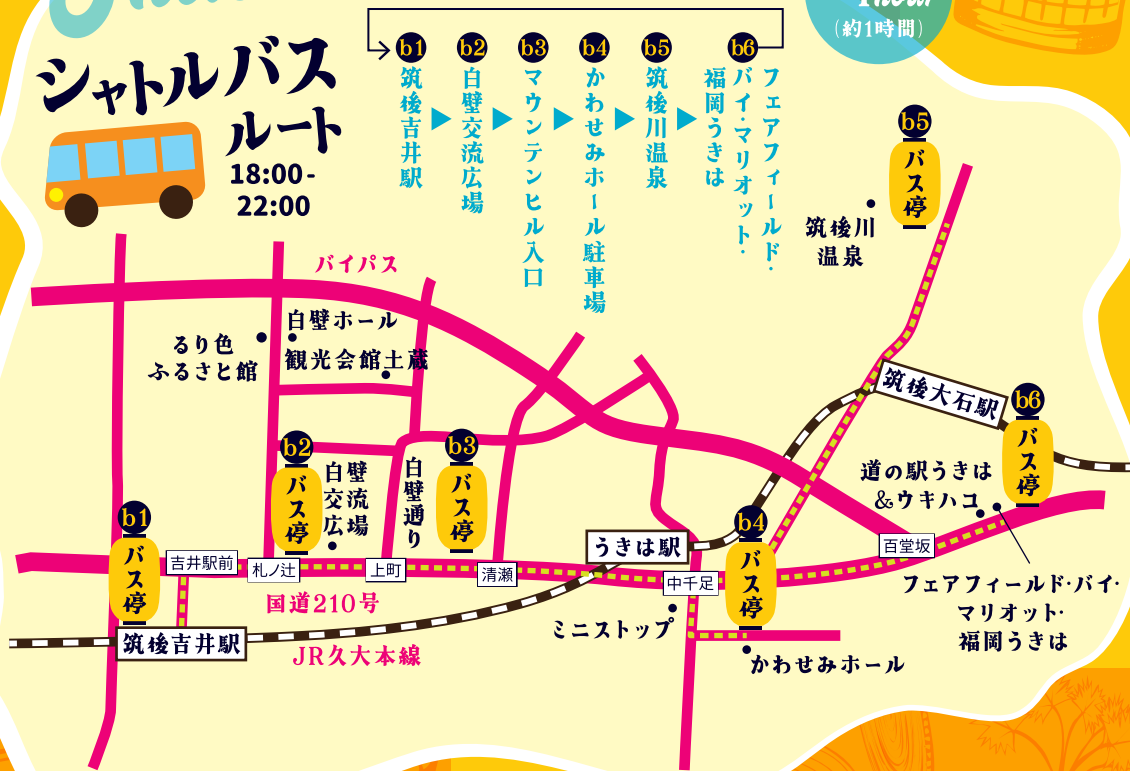 (約1時間)
シャトルバス
ルート
18:00-
22:00
b1
筑後吉井駅
b2
白壁交流広場
b3
マウンテンヒル入口
b4
かわせみホール駐車場
b5
筑後川温泉
b6
フェアフィールド・
バイ・マリオット・
福岡うきは
b5
バス停
筑後川
温泉
バイパス
白壁ホール
るり色
ふるさと館
観光会館土蔵
筑後大石駅
b6
バス停
b2
バス停
白壁
交流
広場
白壁通り
b3
バス停
道の駅うきは
&ウキハコ
b1
バス停
b4
バス停
うきは駅
吉井駅前
札ノ辻
上町
清瀬
中千足
百堂坂
フェアフィールド・バイ・
マリオット・
福岡うきは
国道210号
ミニストップ
筑後吉井駅
JR久大本線
かわせみホール